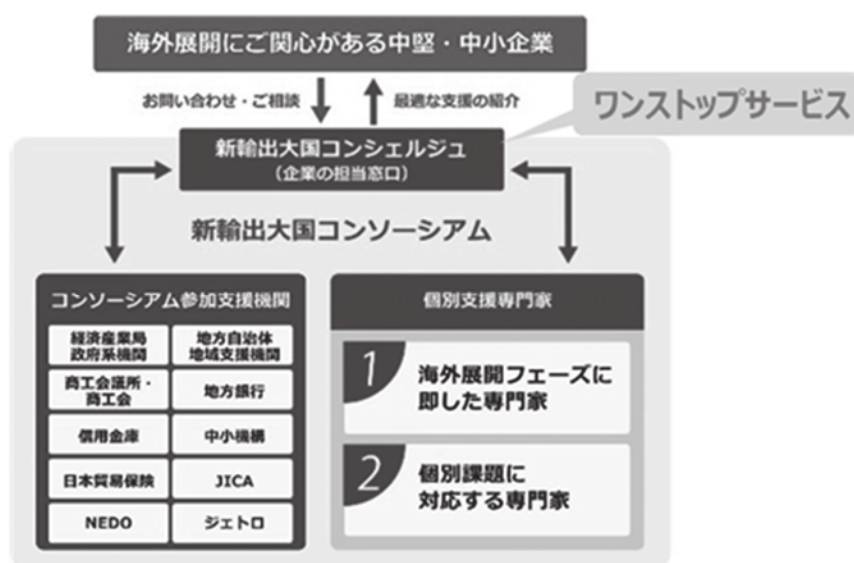 海外展開にご関心がある中堅・中小企業
お問い合わせ・ご相談
最適な支援の紹介
ワンストップサービス
新輸出大国コンシェルジュ
（企業の担当窓口）
新輸出大国コンソーシアム
コンソーシアム参加支援機関
経済産業局
政府系機関
地方自治体
地域支援機関
商工会議所・
商工会
地方銀行
信用金庫
中小機構
日本貿易保険
JICA
NEDO
ジェトロ
個別支援専門家
1
海外展開フェーズに
即した専門家
2
個別課題に
対応する専門家